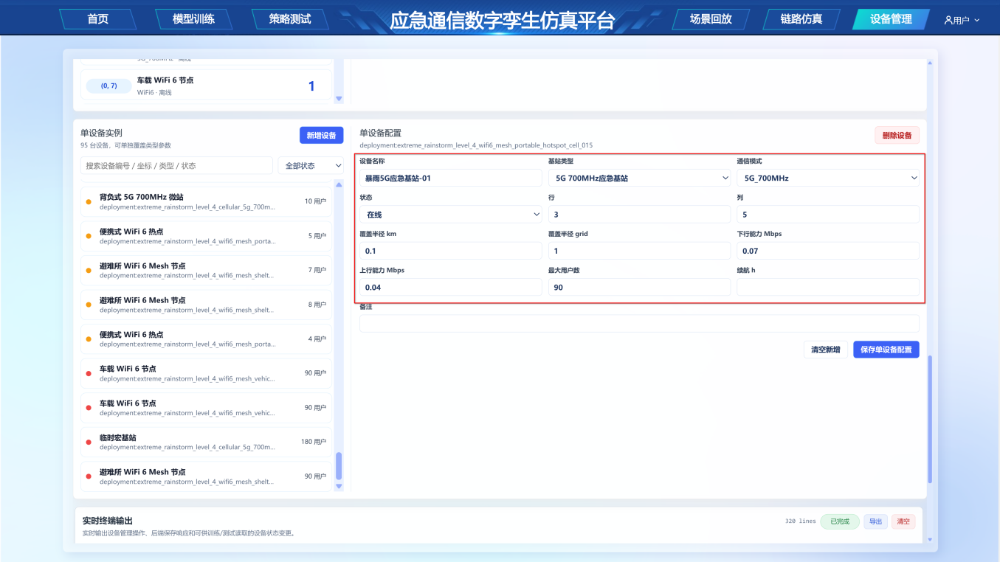 首页
模型训练
策略测试
应急通信数字孪生仿真平台
场景回放
链路仿真
设备管理
用户
(0, 7)
车载 WiFi 6 节点
WiFi6 · 离线
1
单设备实例
95 台设备，可单独覆盖类型参数
新增设备
搜索设备编号 / 坐标 / 类型 / 状态
全部状态
背负式 5G 700MHz 微站
deployment:extreme_rainstorm_level_4_cellular_5g_700m...
10 用户
便携式 WiFi 6 热点
deployment:extreme_rainstorm_level_4_wifi6_mesh_porta...
5 用户
避难所 WiFi 6 Mesh 节点
deployment:extreme_rainstorm_level_4_wifi6_mesh_shelt...
7 用户
避难所 WiFi 6 Mesh 节点
deployment:extreme_rainstorm_level_4_wifi6_mesh_shelt...
8 用户
便携式 WiFi 6 热点
deployment:extreme_rainstorm_level_4_wifi6_mesh_porta...
4 用户
车载 WiFi 6 节点
deployment:extreme_rainstorm_level_4_wifi6_mesh_vehic...
90 用户
车载 WiFi 6 节点
deployment:extreme_rainstorm_level_4_wifi6_mesh_vehic...
90 用户
临时宏基站
deployment:extreme_rainstorm_level_4_cellular_5g_700m...
180 用户
避难所 WiFi 6 Mesh 节点
deployment:extreme_rainstorm_level_4_wifi6_mesh_shelt...
90 用户
单设备配置
deployment:extreme_rainstorm_level_4_wifi6_mesh_portable_hotspot_cell_015
删除设备
设备名称
基站类型
通信模式
暴雨5G应急基站-01
5G 700MHz应急基站
5G_700MHz
状态
行
列
在线
3
5
覆盖半径 km
覆盖半径 grid
下行能力 Mbps
0.1
1
0.07
上行能力 Mbps
最大用户数
续航 h
0.04
90
备注
清空新增
保存单设备配置
实时终端输出
实时输出设备管理操作、后端保存响应和可供训练/测试读取的设备状态变更。
320 lines
已完成
导出
清空